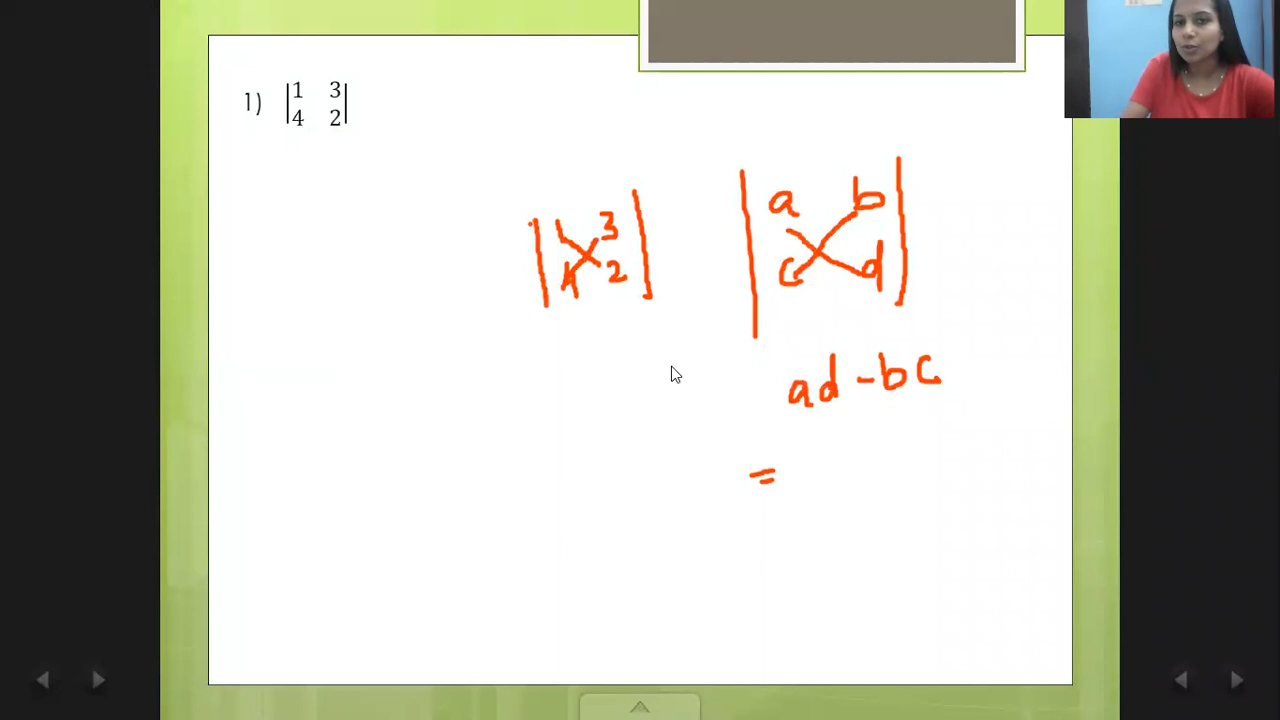 1) |1 3|
|4 2|
|1 3|
|4 2|
|a b|
|c d|
ad - bc
=